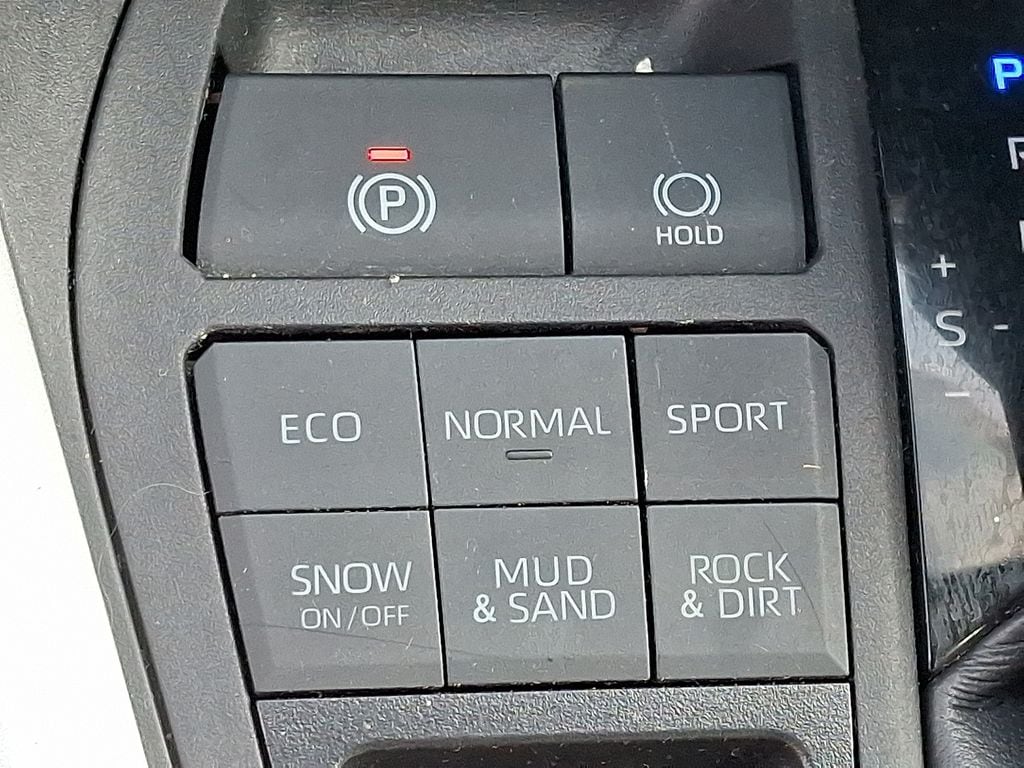 P
P
R
HOLD
+
S -
−
ECO
NORMAL
SPORT
SNOW
ON/OFF
MUD
& SAND
ROCK
& DIRT